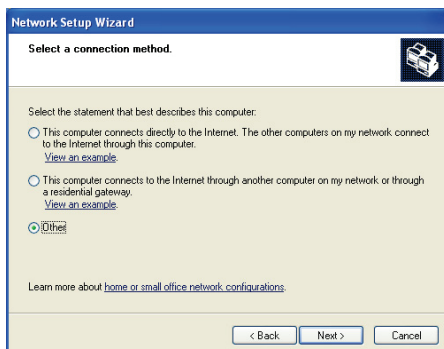 Network Setup Wizard
Select a connection method.
Select the statement that best describes this computer:
This computer connects directly to the Internet. The other computers on my network connect
to the Internet through this computer.
View an example.
This computer connects to the Internet through another computer on my network or through
a residential gateway.
View an example.
Other
Learn more about home or small office network configurations.
< Back Next > Cancel